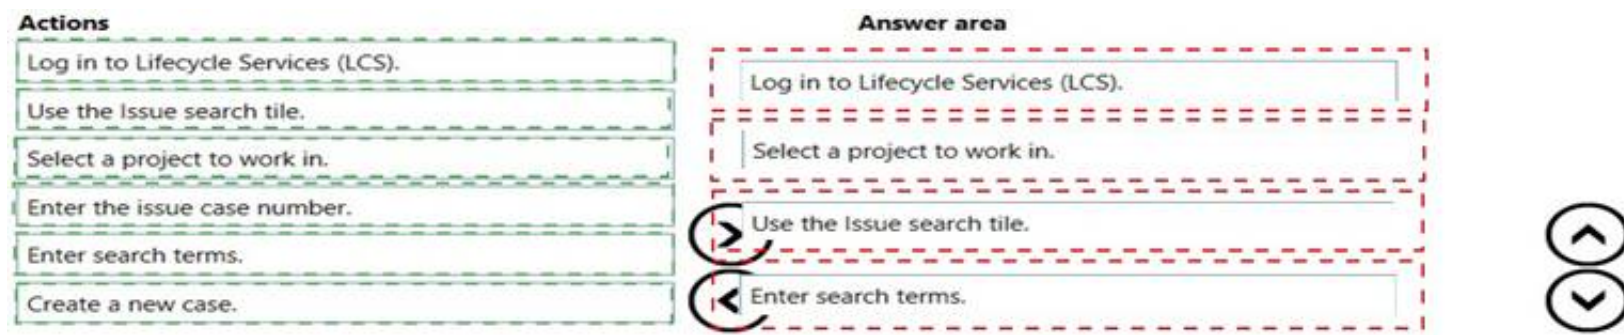 Actions
Log in to Lifecycle Services (LCS).
Use the Issue search tile.
Select a project to work in.
Enter the issue case number.
Enter search terms.
Create a new case.
Answer area
Log in to Lifecycle Services (LCS).
Select a project to work in.
Use the Issue search tile.
Enter search terms.